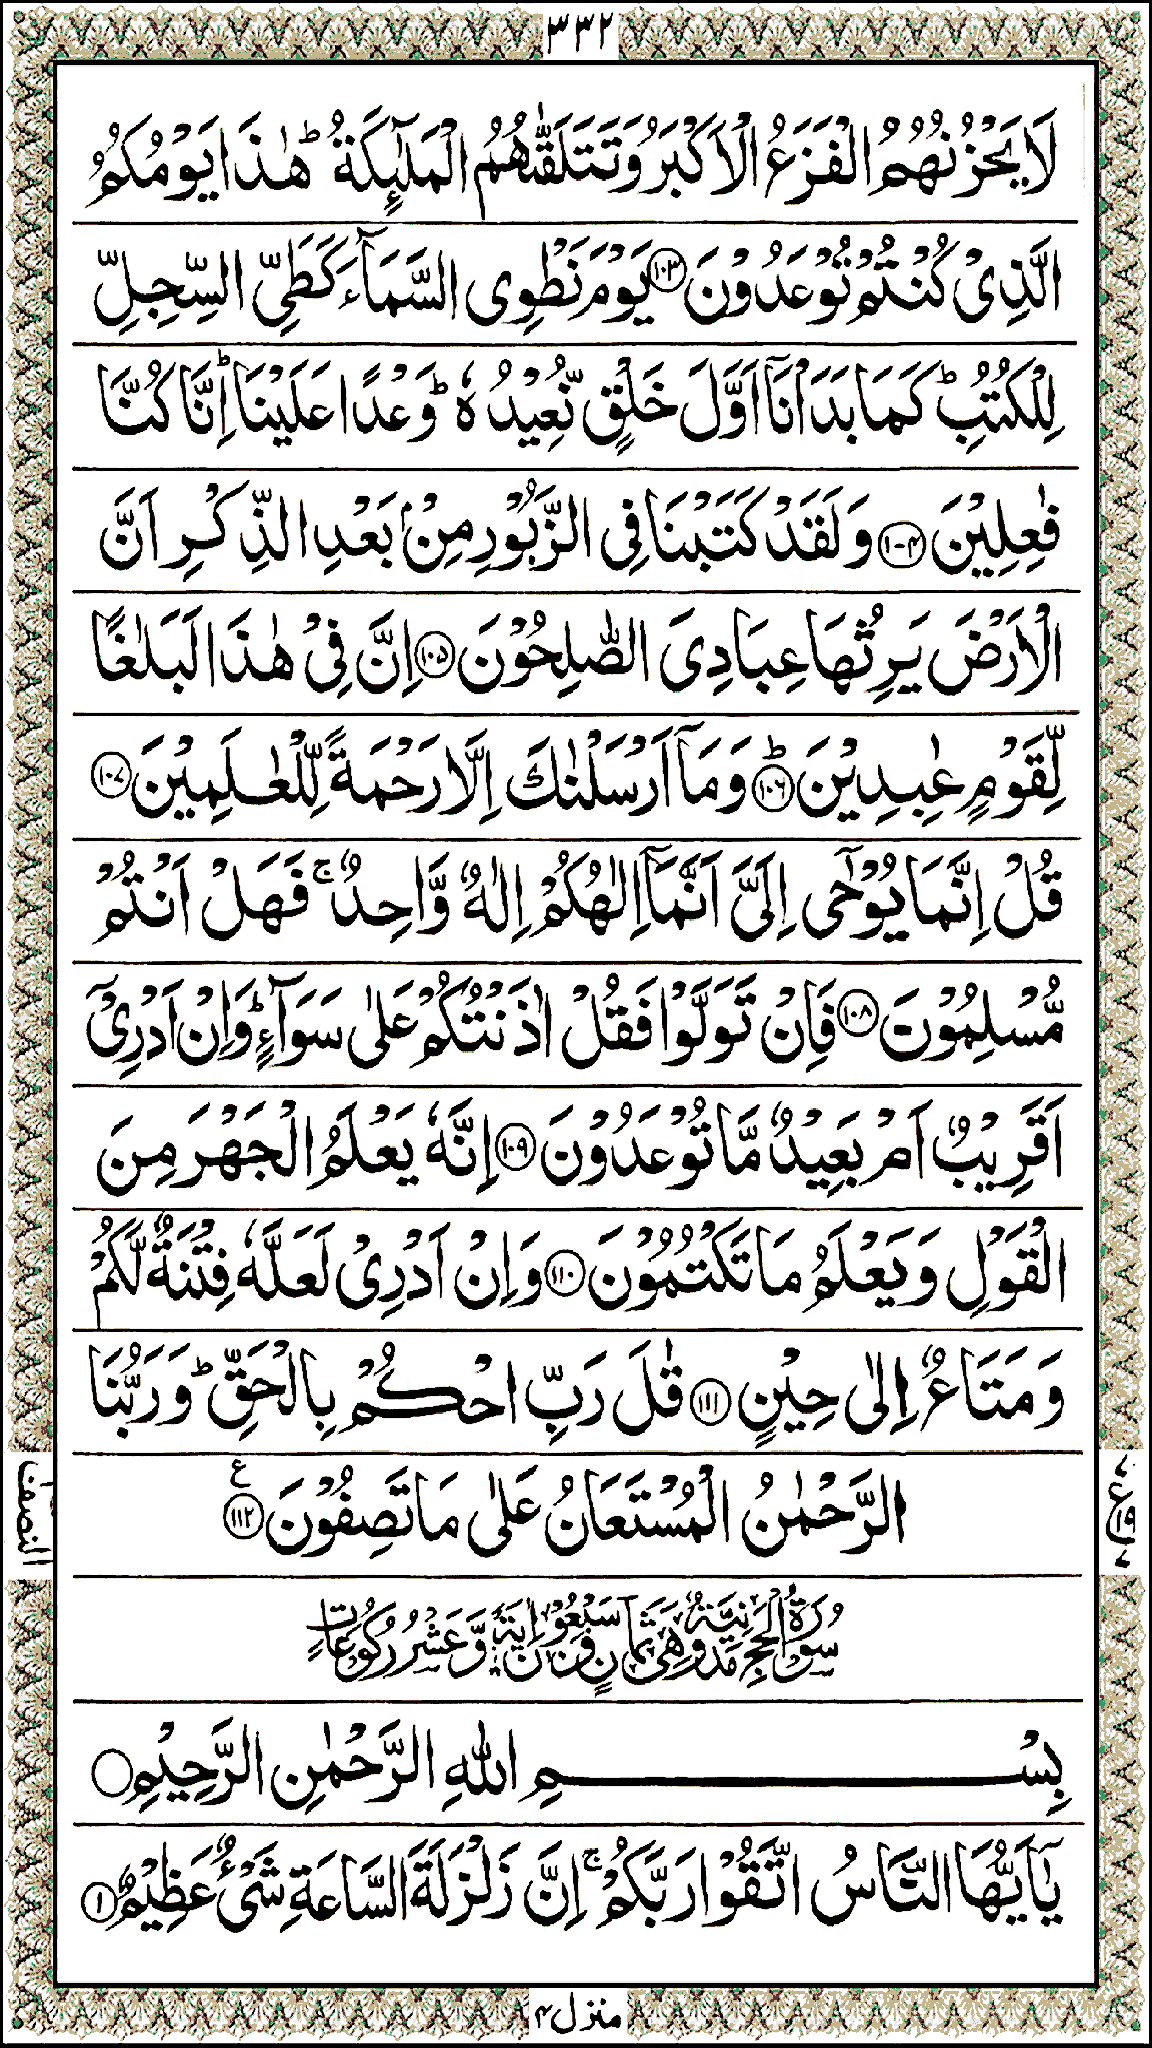 ٣٣٢
لَا يَحْزُنُهُمُ الْفَزَعُ الْاَكْبَرُ وَتَتَلَقّٰىهُمُ الْمَلٰٓئِكَةُ ؕ هٰذَا يَوْمُكُمُ
الَّذِىْ كُنْتُمْ تُوْعَدُوْنَ ﴿١٠٣﴾ يَوْمَ نَطْوِى السَّمَآءَ كَطَىِّ السِّجِلِّ
لِلْكُتُبِ ؕ كَمَا بَدَاْنَاۤ اَوَّلَ خَلْقٍ نُّعِيْدُهٗ ؕ وَعْدًا عَلَيْنَا ؕ اِنَّا كُنَّا
فٰعِلِيْنَ ﴿١٠٤﴾ وَلَقَدْ كَتَبْنَا فِى الزَّبُوْرِ مِنْۢ بَعْدِ الذِّكْرِ اَنَّ
الْاَرْضَ يَرِثُهَا عِبَادِىَ الصّٰلِحُوْنَ ﴿١٠٥﴾ اِنَّ فِىْ هٰذَا لَبَلٰغًا
لِّقَوْمٍ عٰبِدِيْنَ ؕ ﴿١٠٦﴾ وَمَاۤ اَرْسَلْنٰكَ اِلَّا رَحْمَةً لِّلْعٰلَمِيْنَ ﴿١٠٧﴾
قُلْ اِنَّمَا يُوْحٰۤى اِلَىَّ اَنَّمَاۤ اِلٰهُكُمْ اِلٰهٌ وَّاحِدٌ ۚ فَهَلْ اَنْتُمْ
مُّسْلِمُوْنَ ﴿١٠٨﴾ فَاِنْ تَوَلَّوْا فَقُلْ اٰذَنْتُكُمْ عَلٰى سَوَآءٍ ؕ وَاِنْ اَدْرِىْۤ
اَقَرِيْبٌ اَمْ بَعِيْدٌ مَّا تُوْعَدُوْنَ ﴿١٠٩﴾ اِنَّهٗ يَعْلَمُ الْجَهْرَ مِنَ
الْقَوْلِ وَيَعْلَمُ مَا تَكْتُمُوْنَ ﴿١١٠﴾ وَاِنْ اَدْرِىْ لَعَلَّهٗ فِتْنَةٌ لَّكُمْ
وَمَتَاعٌ اِلٰى حِيْنٍ ﴿١١١﴾ قٰلَ رَبِّ احْكُمْ بِالْحَقِّ ؕ وَرَبُّنَا
الرَّحْمٰنُ الْمُسْتَعَانُ عَلٰى مَا تَصِفُوْنَ ﴿١١٢﴾ ع
النصف
سُوْرَةُ الْحَجِّ مَدَنِيَّةٌ وَّهِىَ ثَمَانٍ وَّسَبْعُوْنَ اٰيَةً وَّعَشْرُ رُكُوْعَاتٍ
بِسْمِ اللّٰهِ الرَّحْمٰنِ الرَّحِيْمِ
يٰۤاَيُّهَا النَّاسُ اتَّقُوْا رَبَّكُمْ ۚ اِنَّ زَلْزَلَةَ السَّاعَةِ شَىْءٌ عَظِيْمٌ ﴿١﴾
منزل ٤